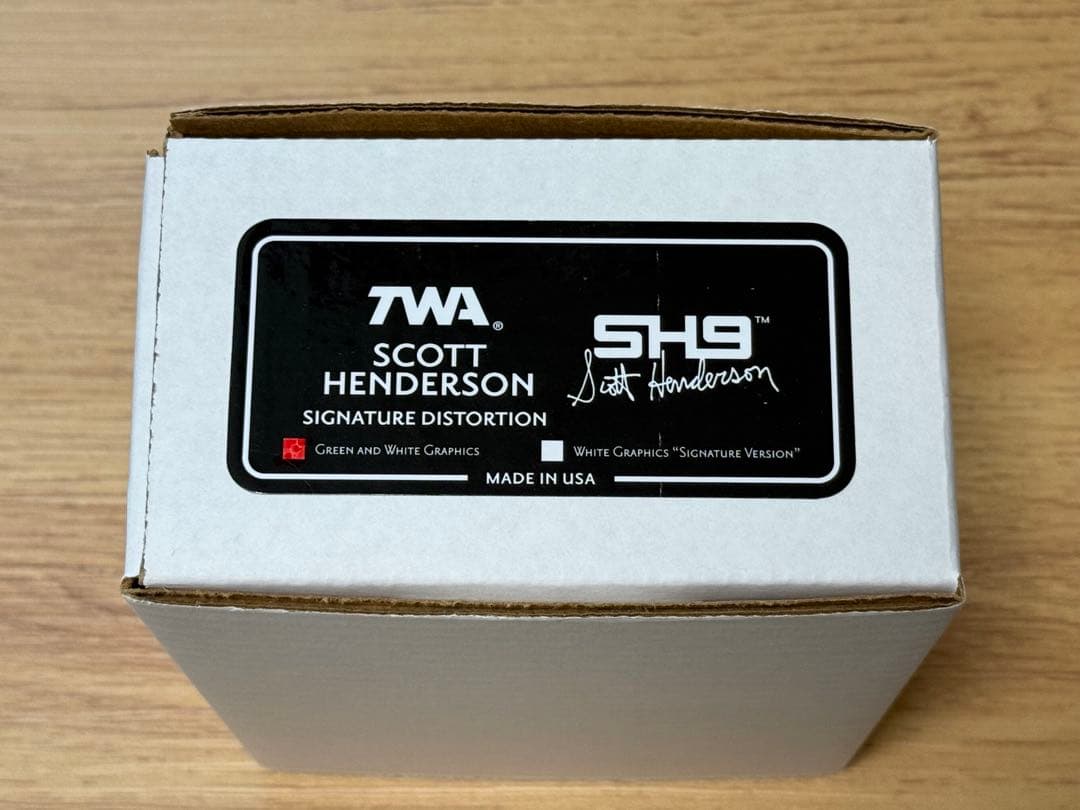 TWA®
SCOTT
HENDERSON
SIGNATURE DISTORTION
SH9™
Scott Henderson
Green and White Graphics
White Graphics “Signature Version”
MADE IN USA